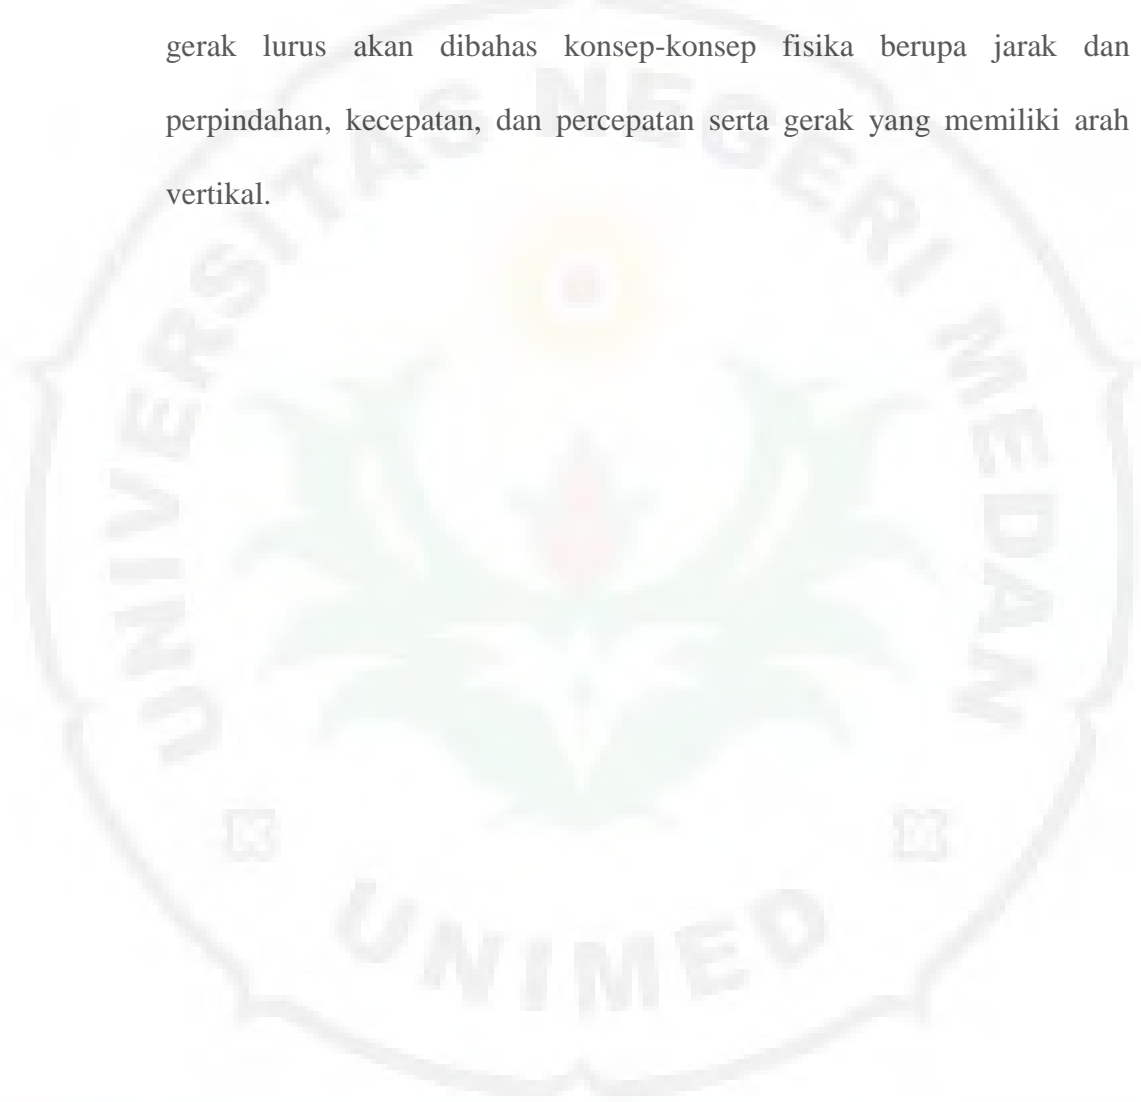 gerak lurus akan dibahas konsep-konsep fisika berupa jarak dan
perpindahan, kecepatan, dan percepatan serta gerak yang memiliki arah
vertikal.
UNIVERSITAS NEGERI MEDAN
UNIMED